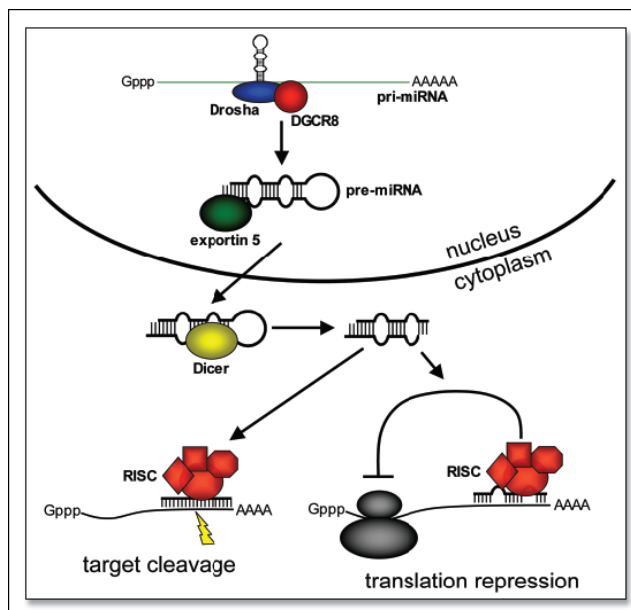 Gppp
AAAAA
pri-miRNA
Drosha
DGCR8
pre-miRNA
exportin 5
nucleus
cytoplasm
Dicer
RISC
RISC
Gppp
AAAA
Gppp
AAAA
target cleavage
translation repression